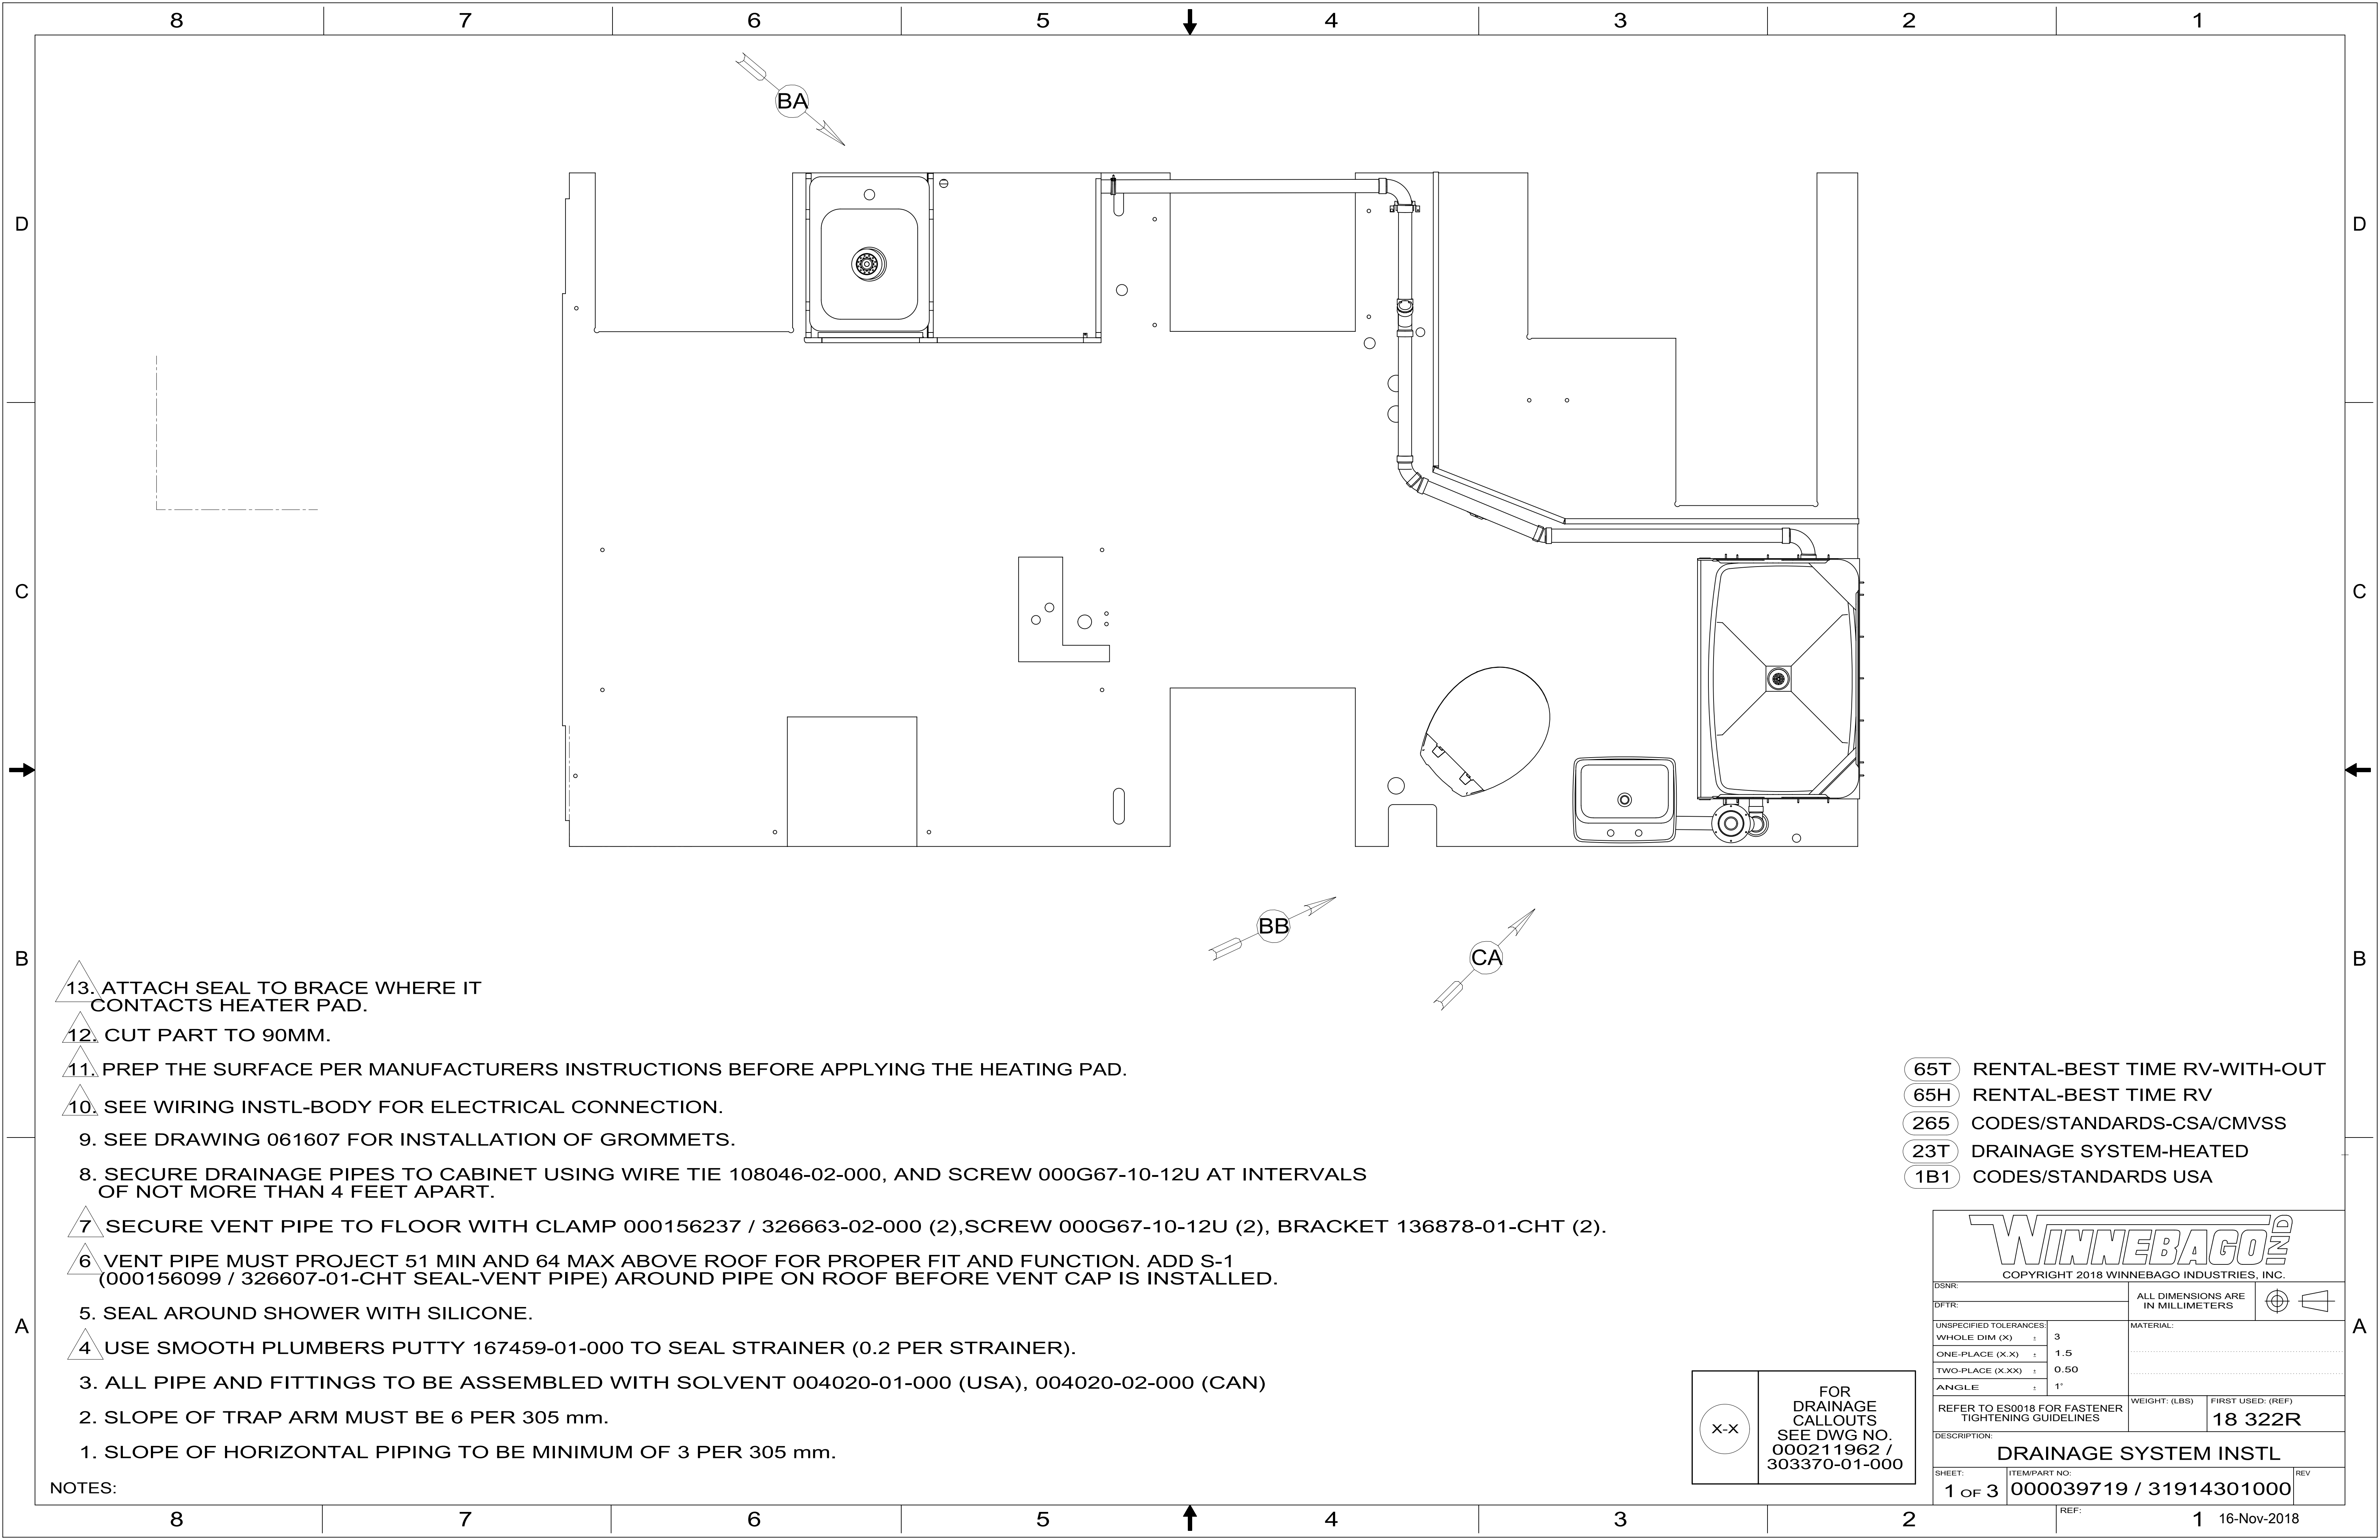 8 7 6 5 4 3 2 1
D D
C C
B B
A A
BA
BB
CA
13. ATTACH SEAL TO BRACE WHERE IT
CONTACTS HEATER PAD.
12. CUT PART TO 90MM.
11. PREP THE SURFACE PER MANUFACTURERS INSTRUCTIONS BEFORE APPLYING THE HEATING PAD.
10. SEE WIRING INSTL-BODY FOR ELECTRICAL CONNECTION.
9. SEE DRAWING 061607 FOR INSTALLATION OF GROMMETS.
8. SECURE DRAINAGE PIPES TO CABINET USING WIRE TIE 108046-02-000, AND SCREW 000G67-10-12U AT INTERVALS
OF NOT MORE THAN 4 FEET APART.
7 SECURE VENT PIPE TO FLOOR WITH CLAMP 000156237 / 326663-02-000 (2),SCREW 000G67-10-12U (2), BRACKET 136878-01-CHT (2).
6 VENT PIPE MUST PROJECT 51 MIN AND 64 MAX ABOVE ROOF FOR PROPER FIT AND FUNCTION. ADD S-1
(000156099 / 326607-01-CHT SEAL-VENT PIPE) AROUND PIPE ON ROOF BEFORE VENT CAP IS INSTALLED.
5. SEAL AROUND SHOWER WITH SILICONE.
4 USE SMOOTH PLUMBERS PUTTY 167459-01-000 TO SEAL STRAINER (0.2 PER STRAINER).
3. ALL PIPE AND FITTINGS TO BE ASSEMBLED WITH SOLVENT 004020-01-000 (USA), 004020-02-000 (CAN)
2. SLOPE OF TRAP ARM MUST BE 6 PER 305 mm.
1. SLOPE OF HORIZONTAL PIPING TO BE MINIMUM OF 3 PER 305 mm.
NOTES:
65T RENTAL-BEST TIME RV-WITH-OUT
65H RENTAL-BEST TIME RV
265 CODES/STANDARDS-CSA/CMVSS
23T DRAINAGE SYSTEM-HEATED
1B1 CODES/STANDARDS USA
X-X
FOR
DRAINAGE
CALLOUTS
SEE DWG NO.
000211962 /
303370-01-000
WINNEBAGO IND
COPYRIGHT 2018 WINNEBAGO INDUSTRIES, INC.
DSNR:
DFTR:
ALL DIMENSIONS ARE
IN MILLIMETERS
UNSPECIFIED TOLERANCES:
WHOLE DIM (X) ± 3
ONE-PLACE (X.X) ± 1.5
TWO-PLACE (X.XX) ± 0.50
ANGLE ± 1°
MATERIAL:
REFER TO ES0018 FOR FASTENER
TIGHTENING GUIDELINES
WEIGHT: (LBS)
FIRST USED: (REF)
18 322R
DESCRIPTION:
DRAINAGE SYSTEM INSTL
SHEET:
1 OF 3
ITEM/PART NO:
000039719 / 31914301000
REV
REF:
8 7 6 5 4 3 2 1
16-Nov-2018